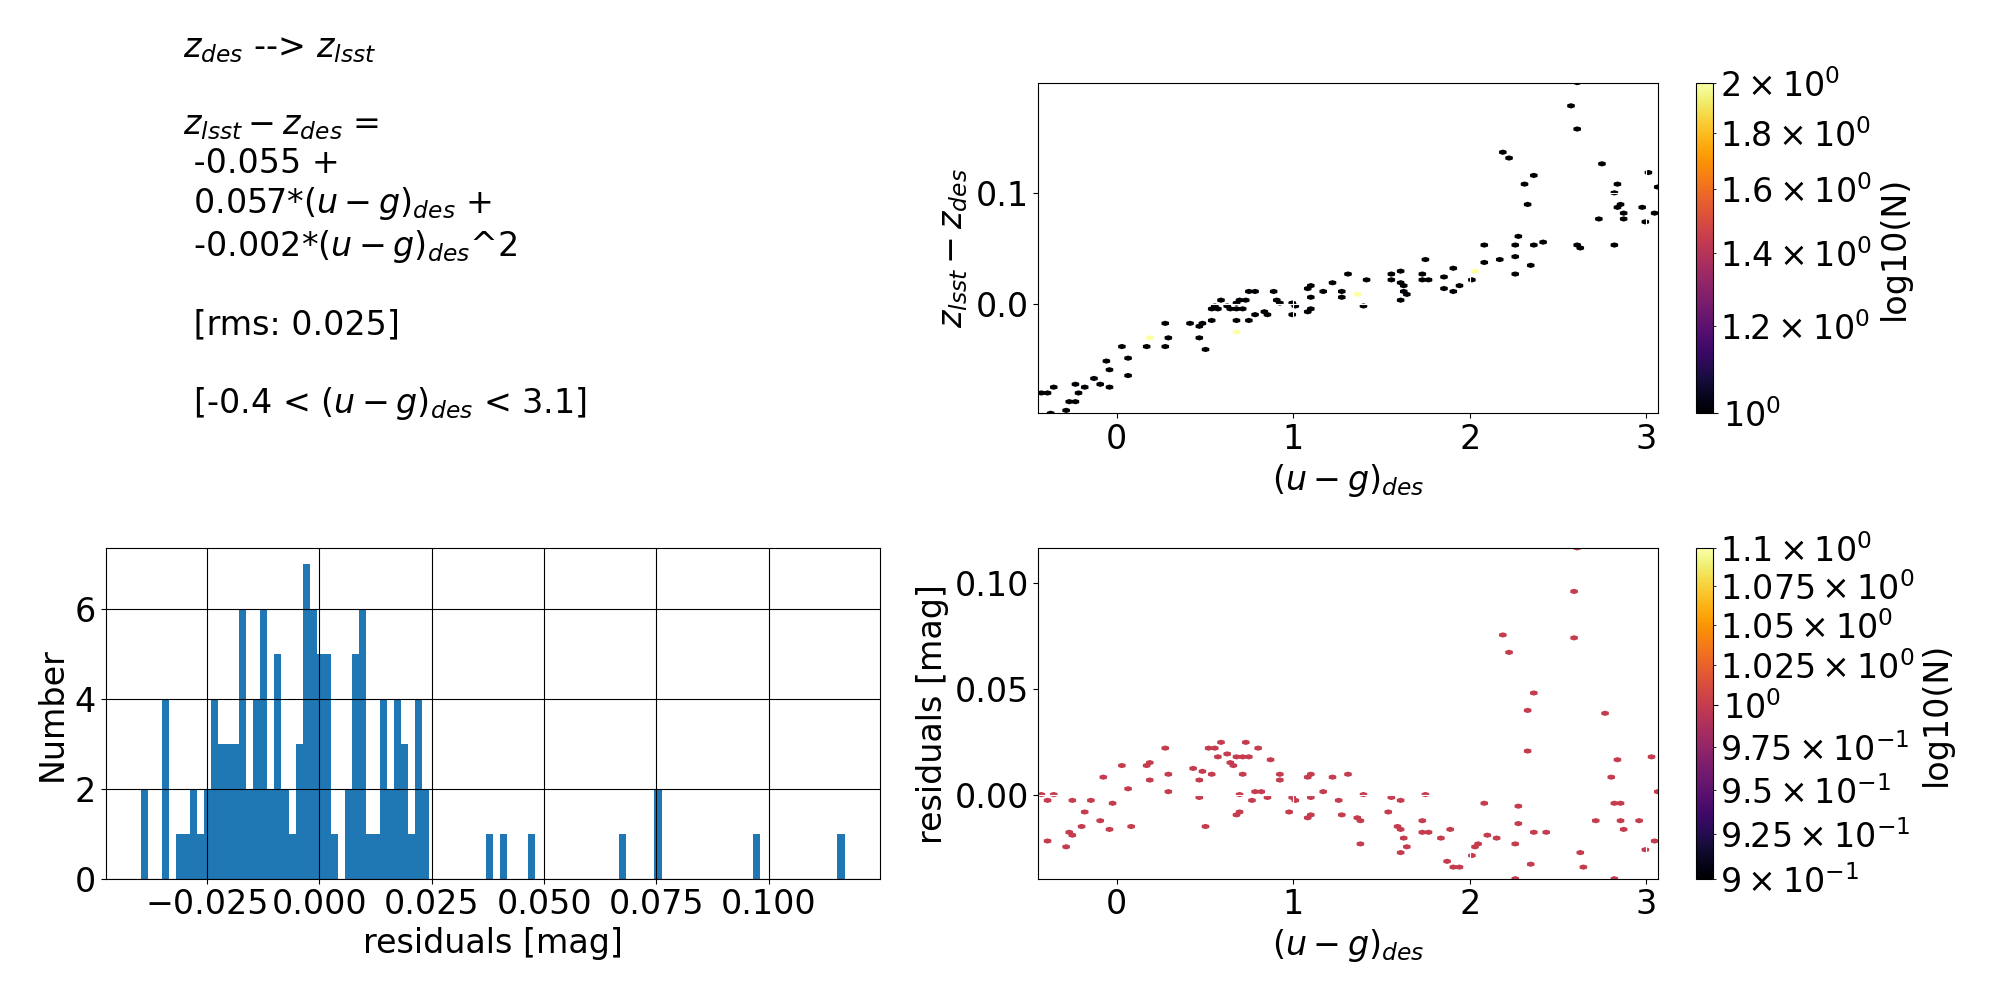 z_des --> z_lsst
z_lsst − z_des =
-0.055 +
0.057*(u − g)_des +
-0.002*(u − g)_des^2
[rms: 0.025]
[-0.4 < (u − g)_des < 3.1]
z_lsst − z_des
0.1
0.0
0 1 2 3
(u − g)_des
2 × 10^0
1.8 × 10^0
1.6 × 10^0
1.4 × 10^0
1.2 × 10^0
10^0
log10(N)
Number
6
4
2
0
−0.025 0.000 0.025 0.050 0.075 0.100
residuals [mag]
residuals [mag]
0.10
0.05
0.00
0 1 2 3
(u − g)_des
1.1 × 10^0
1.075 × 10^0
1.05 × 10^0
1.025 × 10^0
10^0
9.75 × 10^−1
9.5 × 10^−1
9.25 × 10^−1
9 × 10^−1
log10(N)